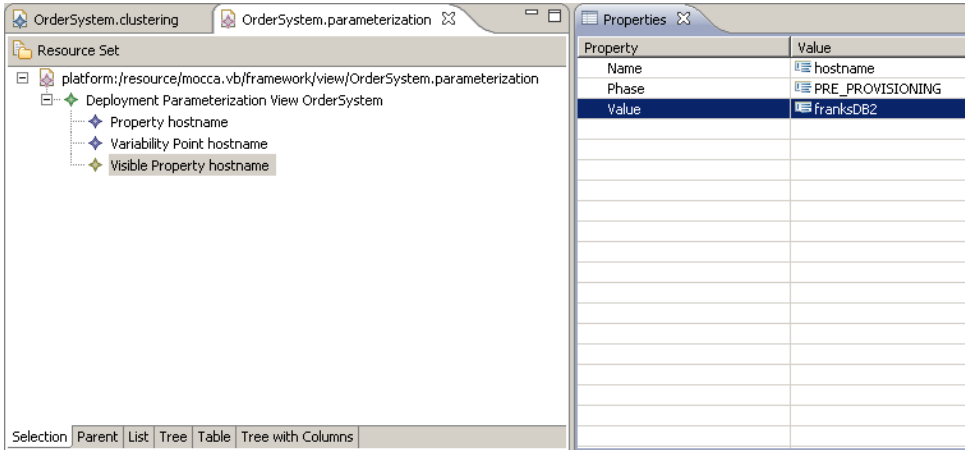 OrderSystem.clustering
OrderSystem.parameterization
Resource Set
platform:/resource/mocca.vb/framework/view/OrderSystem.parameterization
Deployment Parameterization View OrderSystem
Property hostname
Variability Point hostname
Visible Property hostname
Selection Parent List Tree Table Tree with Columns
Properties
Property Value
Name hostname
Phase PRE_PROVISIONING
Value franksDB2